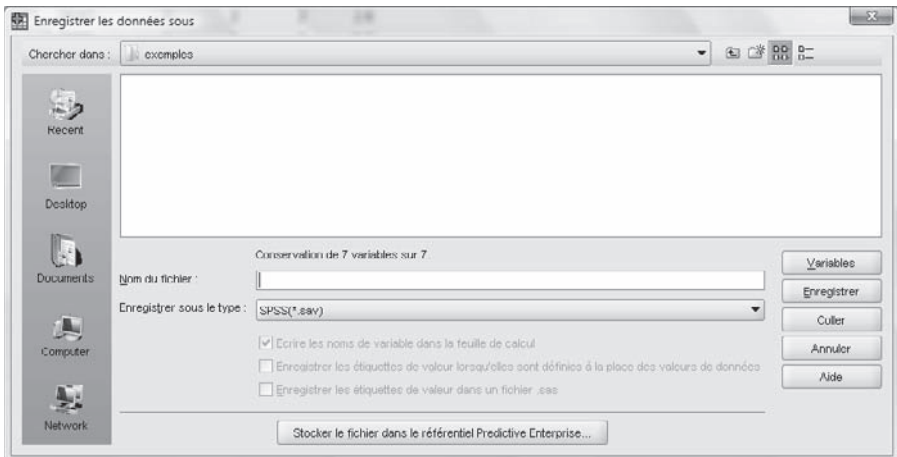 Enregistrer les données sous
Chercher dans :
exemples
Recent
Desktop
Documents
Computer
Network
Conservation de 7 variables sur 7.
Nom du fichier :
Enregistrer sous le type :
SPSS(*.sav)
Ecrire les noms de variable dans la feuille de calcul
Enregistrer les étiquettes de valeur lorsqu'elles sont définies à la place des valeurs de données
Enregistrer les étiquettes de valeur dans un fichier .sas
Variables
Enregistrer
Culler
Annuler
Aide
Stocker le fichier dans le référentiel Predictive Enterprise...